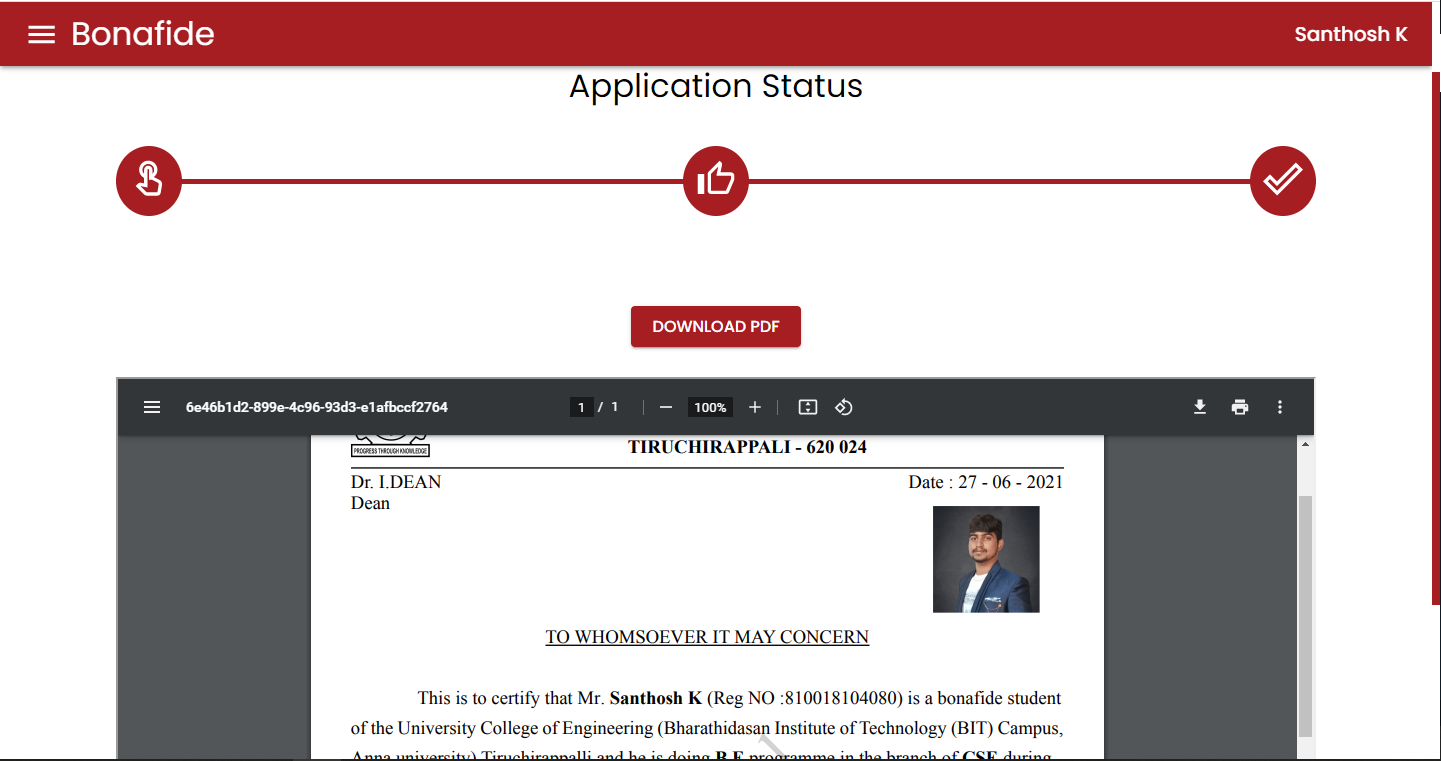 Bonafide
Santhosh K
Application Status
DOWNLOAD PDF
6e46b1d2-899e-4c96-93d3-e1afbccf2764
1 / 1
100%
PROGRESS THROUGH KNOWLEDGE
TIRUCHIRAPPALI - 620 024
Dr. I.DEAN
Date : 27 - 06 - 2021
Dean
TO WHOMSOEVER IT MAY CONCERN
This is to certify that Mr. Santhosh K (Reg NO :810018104080) is a bonafide student
of the University College of Engineering (Bharathidasan Institute of Technology (BIT) Campus,
Anna university) Tiruchirappalli and he is doing B.E programme in the branch of CSE during